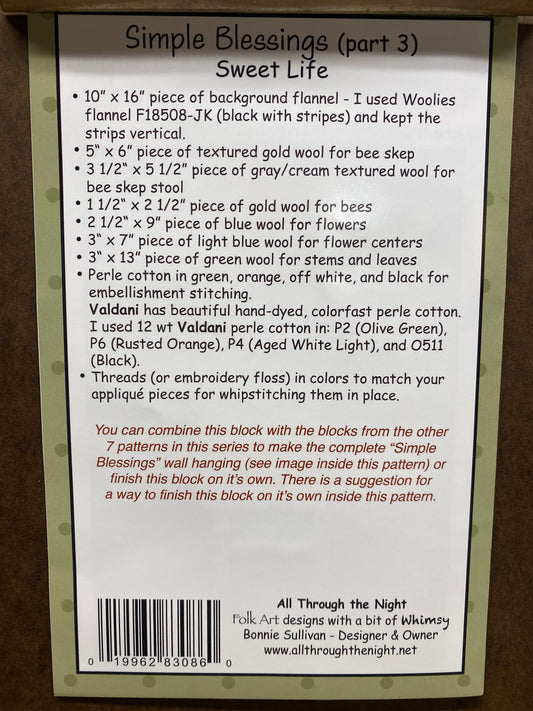 Simple Blessings (part 3)
Sweet Life
• 10" x 16" piece of background flannel - I used Woolies
flannel F18508-JK (black with stripes) and kept the
strips vertical.
• 5" x 6" piece of textured gold wool for bee skep
• 3 1/2" x 5 1/2" piece of gray/cream textured wool for
bee skep stool
• 1 1/2" x 2 1/2" piece of gold wool for bees
• 2 1/2" x 9" piece of blue wool for flowers
• 3" x 7" piece of light blue wool for flower centers
• 3" x 13" piece of green wool for stems and leaves
• Perle cotton in green, orange, off white, and black for
embellishment stitching.
Valdani has beautiful hand-dyed, colorfast perle cotton.
I used 12 wt Valdani perle cotton in: P2 (Olive Green),
P6 (Rusted Orange), P4 (Aged White Light), and O511
(Black).
• Threads (or embroidery floss) in colors to match your
appliqué pieces for whipstitching them in place.
You can combine this block with the blocks from the other
7 patterns in this series to make the complete “Simple
Blessings” wall hanging (see image inside this pattern) or
finish this block on it's own. There is a suggestion for
a way to finish this block on it's own inside this pattern.
All Through the Night
Folk Art designs with a bit of Whimsy
Bonnie Sullivan - Designer & Owner
www.allthroughthenight.net
0 19962 83086 0